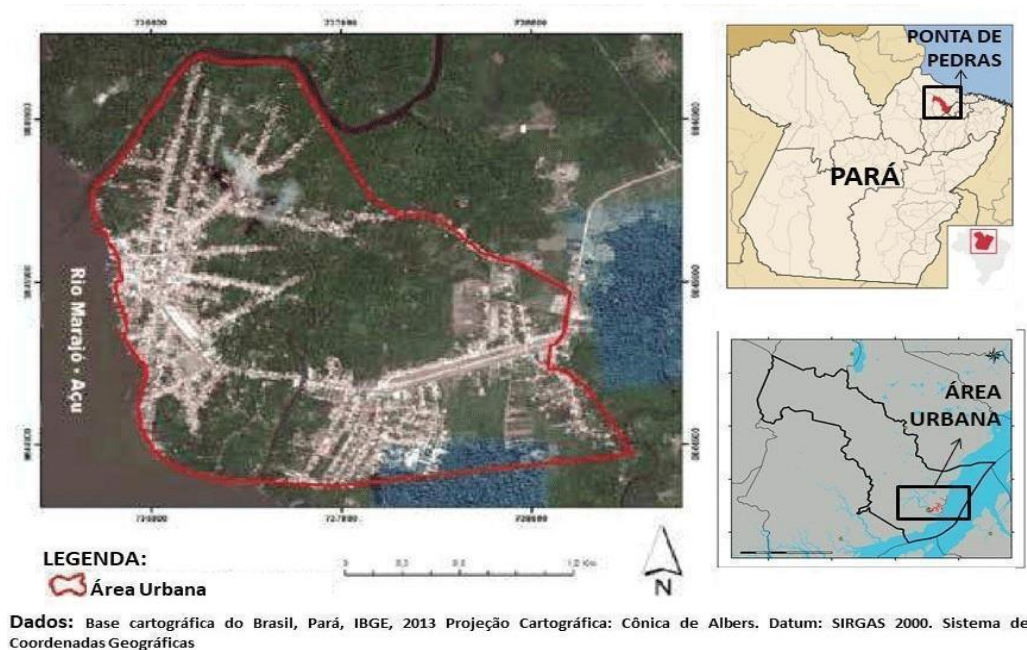 PONTA DE
PEDRAS
PARÁ
Rio Marajó - Açu
ÁREA
URBANA
LEGENDA:
Área Urbana
N
Dados: Base cartográfica do Brasil, Pará, IBGE, 2013 Projeção Cartográfica: Cônica de Albers. Datum: SIRGAS 2000. Sistema de
Coordenadas Geográficas